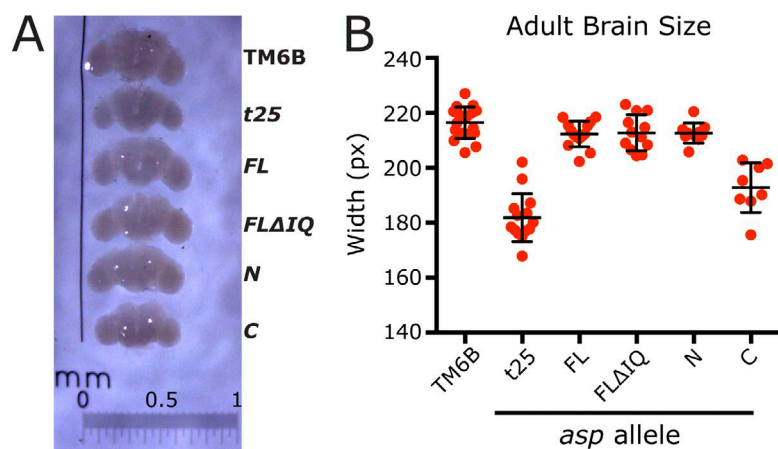 A
TM6B
t25
FL
FLΔIQ
N
C
mm
0 0.5 1
B
Adult Brain Size
Width (px)
240
220
200
180
160
140
TM6B t25 FL FLΔIQ N C
asp allele